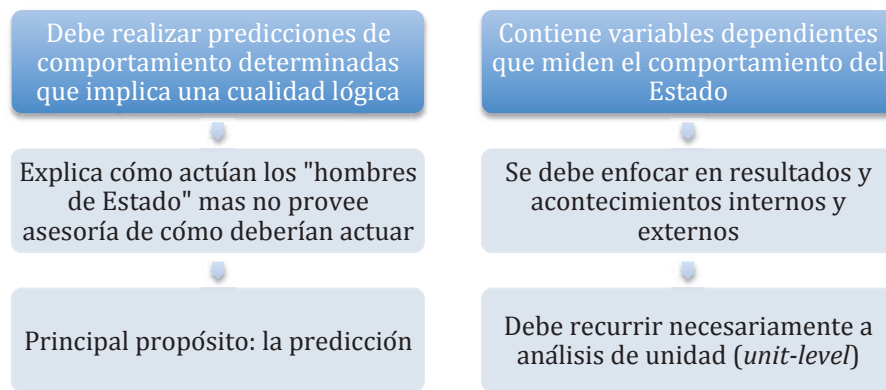 Debe realizar predicciones de
comportamiento determinadas
que implica una cualidad lógica
Explica cómo actúan los "hombres
de Estado" mas no provee
asesoría de cómo deberían actuar
Principal propósito: la predicción
Contiene variables dependientes
que miden el comportamiento del
Estado
Se debe enfocar en resultados y
acontecimientos internos y
externos
Debe recurrir necesariamente a
análisis de unidad (unit-level)